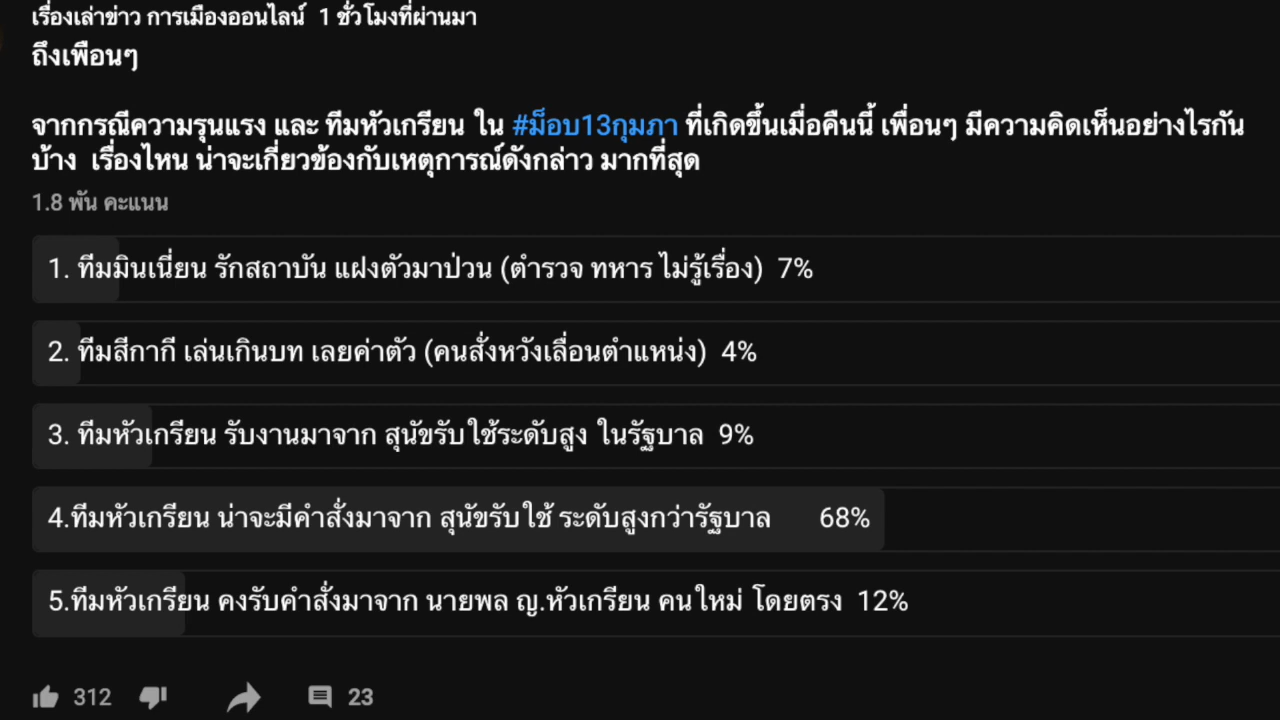 เรื่องเล่าข่าว การเมืองออนไลน์ 1 ชั่วโมงที่ผ่านมา
ถึงเพื่อนๆ
จากกรณีความรุนแรง และ ทีมหัวเกรียน ใน #ม็อบ13กุมภา ที่เกิดขึ้นเมื่อคืนนี้ เพื่อนๆ มีความคิดเห็นอย่างไรกัน
บ้าง เรื่องไหน น่าจะเกี่ยวข้องกับเหตุการณ์ดังกล่าว มากที่สุด
1.8 พัน คะแนน
1. ทีมมินเนี่ยน รักสถาบัน แฝงตัวมาป่วน (ตำรวจ ทหาร ไม่รู้เรื่อง) 7%
2. ทีมสีกากี เล่นเกินบท เลยค่าตัว (คนสั่งหวังเลื่อนตำแหน่ง) 4%
3. ทีมหัวเกรียน รับงานมาจาก สุนัขรับใช้ระดับสูง ในรัฐบาล 9%
4.ทีมหัวเกรียน น่าจะมีคำสั่งมาจาก สุนัขรับใช้ ระดับสูงกว่ารัฐบาล 68%
5.ทีมหัวเกรียน คงรับคำสั่งมาจาก นายพล ญ.หัวเกรียน คนใหม่ โดยตรง 12%
312 23